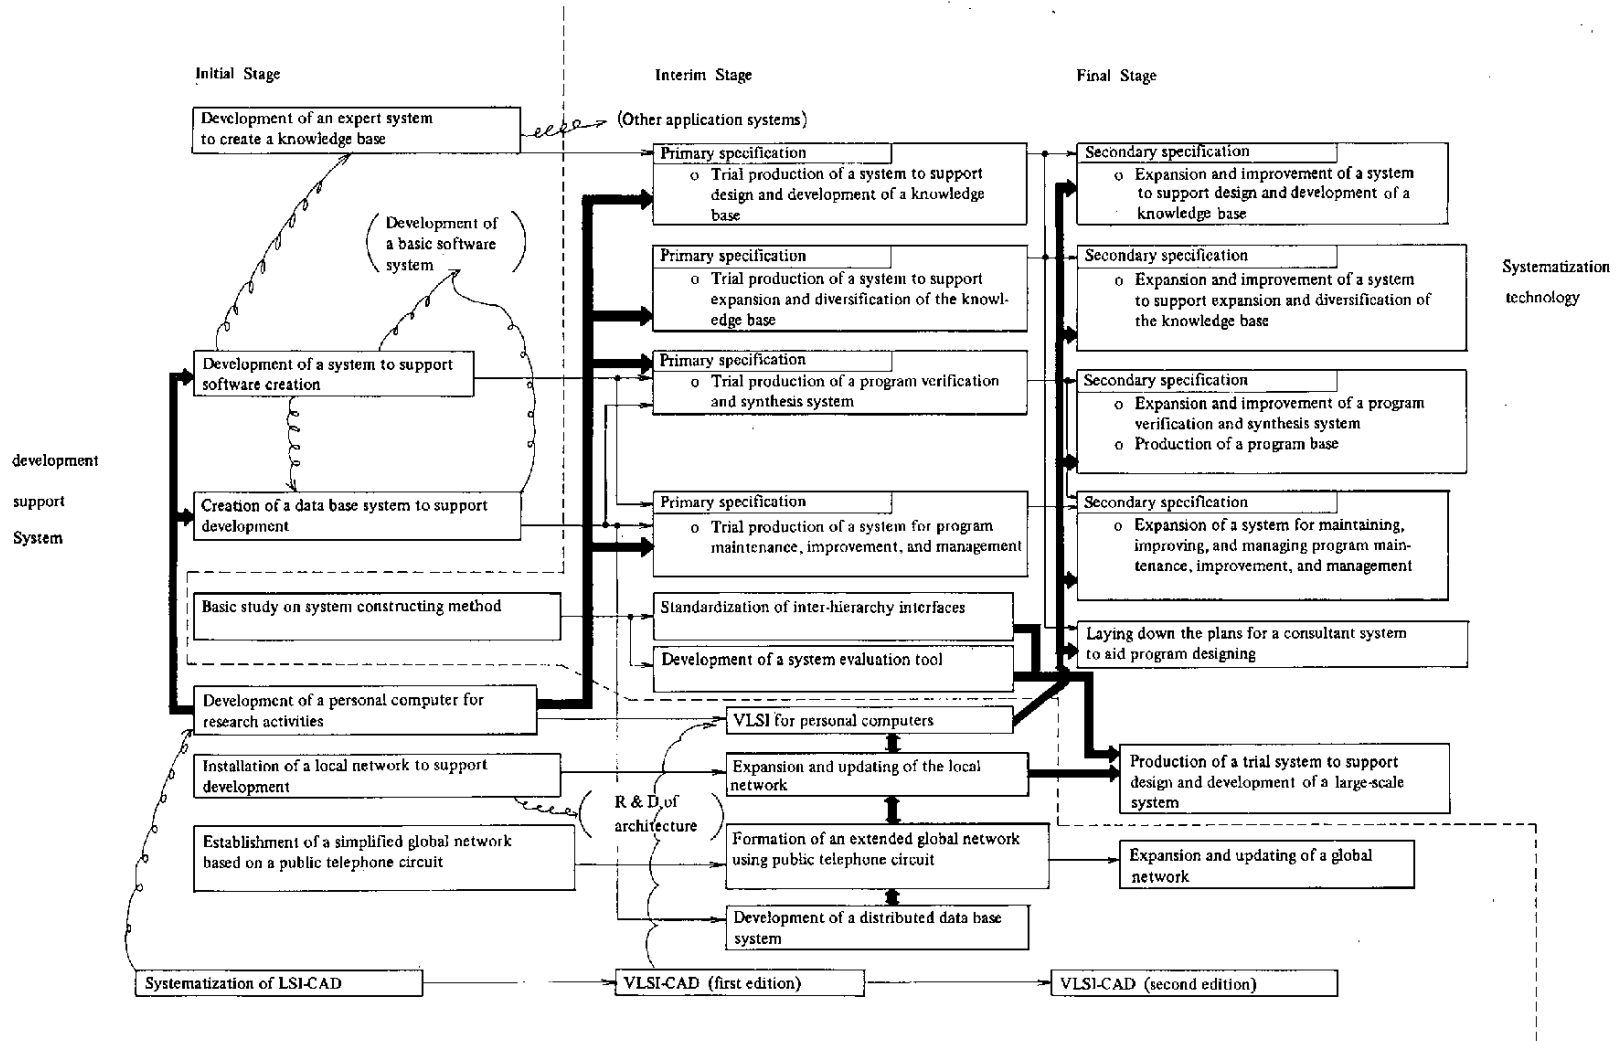 Initial Stage
Interim Stage
Final Stage
Development of an expert system
to create a knowledge base
(Other application systems)
Primary specification
o Trial production of a system to support
design and development of a knowledge
base
Secondary specification
o Expansion and improvement of a system
to support design and development of a
knowledge base
(Development of
a basic software
system)
Primary specification
o Trial production of a system to support
expansion and diversification of the knowl-
edge base
Secondary specification
o Expansion and improvement of a system
to support expansion and diversification of
the knowledge base
Systematization
technology
Development of a system to support
software creation
Primary specification
o Trial production of a program verification
and synthesis system
Secondary specification
o Expansion and improvement of a program
verification and synthesis system
o Production of a program base
development
support
System
Creation of a data base system to support
development
Primary specification
o Trial production of a system for program
maintenance, improvement, and management
Secondary specification
o Expansion of a system for maintaining,
improving, and managing program main-
tenance, improvement, and management
Basic study on system constructing method
Standardization of inter-hierarchy interfaces
Development of a system evaluation tool
Laying down the plans for a consultant system
to aid program designing
Development of a personal computer for
research activities
VLSI for personal computers
Installation of a local network to support
development
Expansion and updating of the local
network
Production of a trial system to support
design and development of a large-scale
system
(R & D of
architecture)
Establishment of a simplified global network
based on a public telephone circuit
Formation of an extended global network
using public telephone circuit
Expansion and updating of a global
network
Development of a distributed data base
system
Systematization of LSI-CAD
VLSI-CAD (first edition)
VLSI-CAD (second edition)